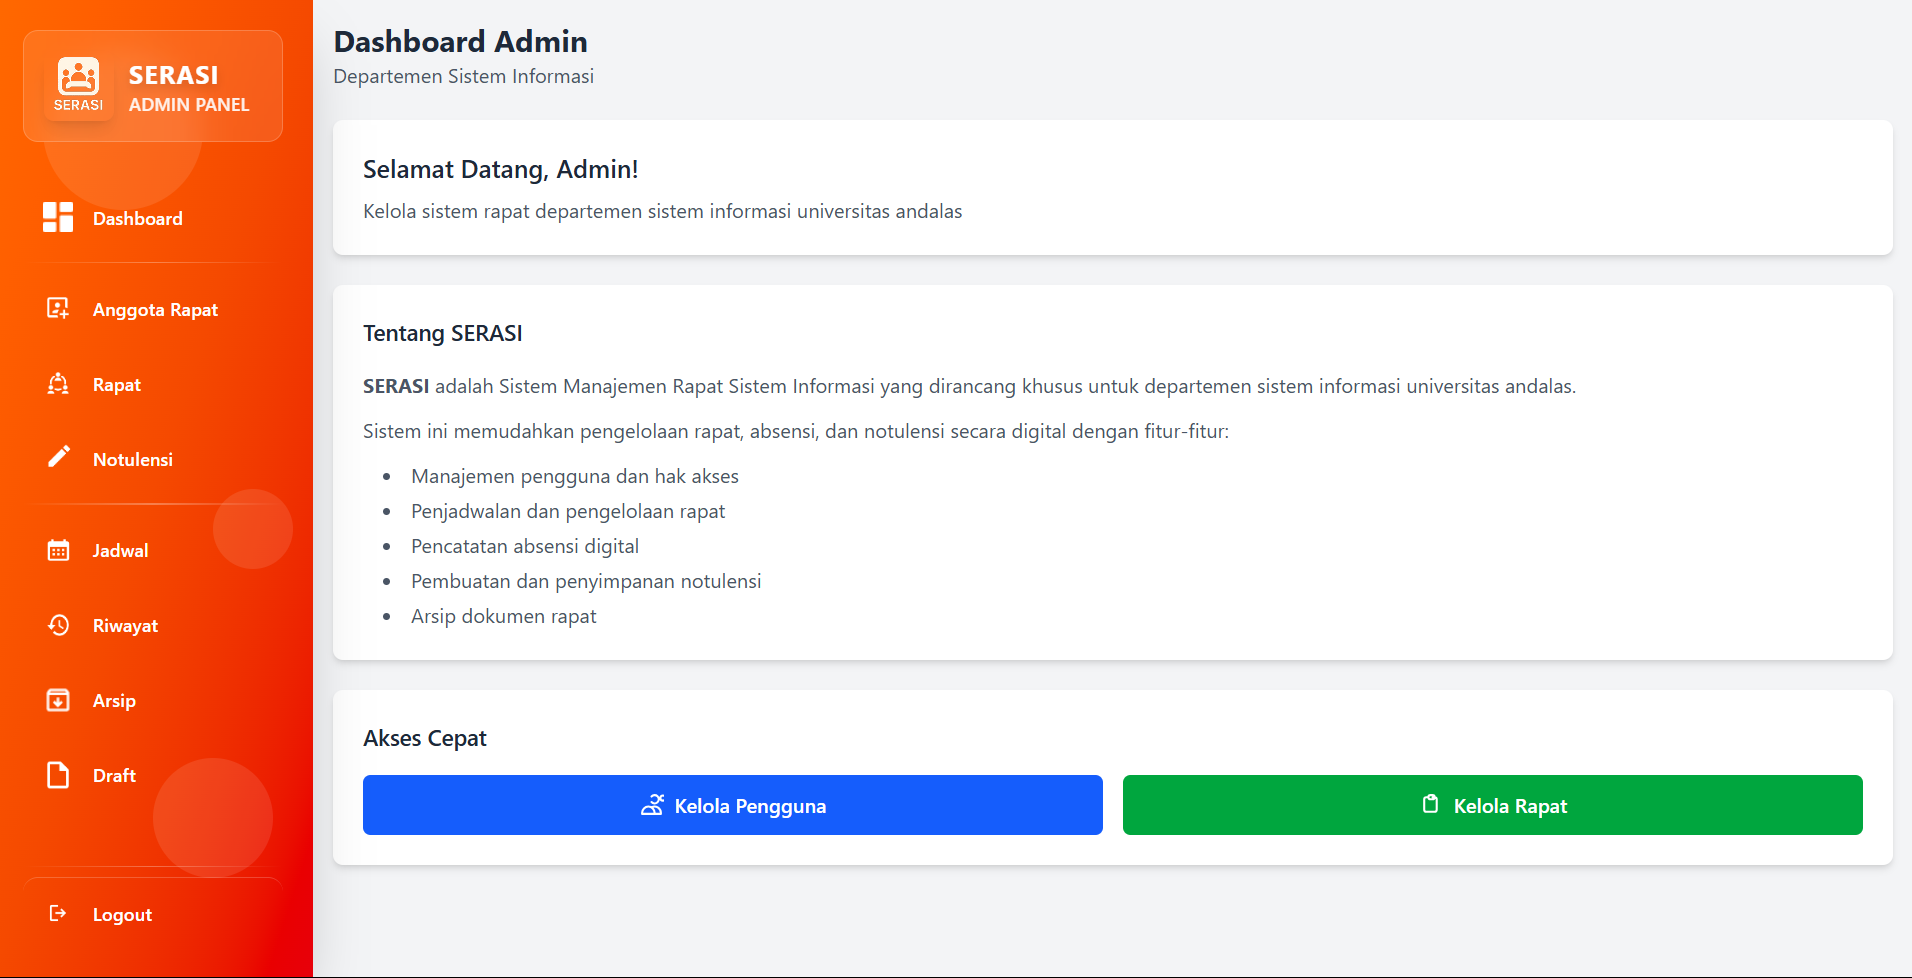 SERASI
SERASI
ADMIN PANEL
Dashboard
Anggota Rapat
Rapat
Notulensi
Jadwal
Riwayat
Arsip
Draft
Logout
Dashboard Admin
Departemen Sistem Informasi
Selamat Datang, Admin!
Kelola sistem rapat departemen sistem informasi universitas andalas
Tentang SERASI
SERASI adalah Sistem Manajemen Rapat Sistem Informasi yang dirancang khusus untuk departemen sistem informasi universitas andalas.
Sistem ini memudahkan pengelolaan rapat, absensi, dan notulensi secara digital dengan fitur-fitur:
• Manajemen pengguna dan hak akses
• Penjadwalan dan pengelolaan rapat
• Pencatatan absensi digital
• Pembuatan dan penyimpanan notulensi
• Arsip dokumen rapat
Akses Cepat
Kelola Pengguna
Kelola Rapat